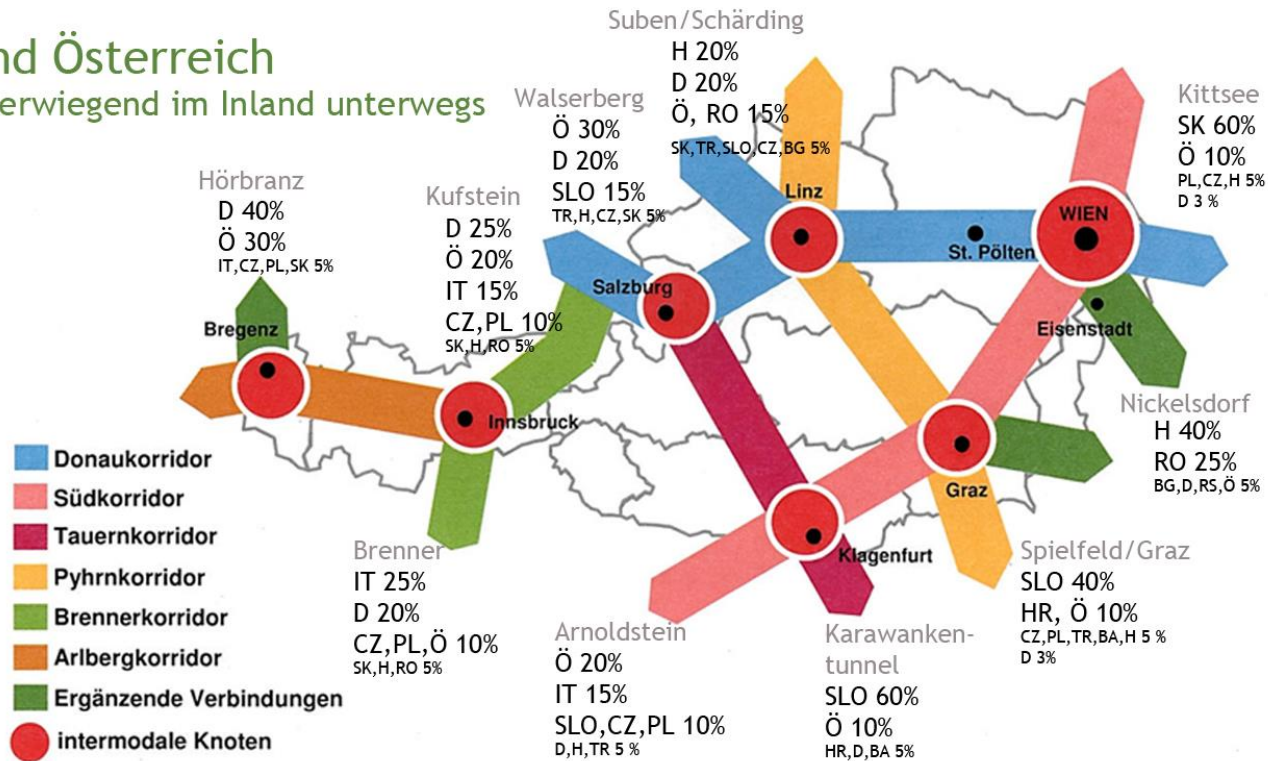 nd Österreich
erwiegend im Inland unterwegs
Suben/Schärding
H 20%
D 20%
Ö, RO 15%
SK,TR,SLO,CZ,BG 5%
Walserberg
Ö 30%
D 20%
SLO 15%
TR,H,CZ,SK 5%
Kittsee
SK 60%
Ö 10%
PL,CZ,H 5%
D 3 %
Hörbranz
D 40%
Ö 30%
IT,CZ,PL,SK 5%
Kufstein
D 25%
Ö 20%
IT 15%
CZ,PL 10%
SK,H,RO 5%
Linz
WIEN
St. Pölten
Salzburg
Eisenstadt
Bregenz
Innsbruck
Graz
Klagenfurt
Nickelsdorf
H 40%
RO 25%
BG,D,RS,Ö 5%
Donaukorridor
Südkorridor
Tauernkorridor
Pyhrnkorridor
Brennerkorridor
Arlbergkorridor
Ergänzende Verbindungen
intermodale Knoten
Brenner
IT 25%
D 20%
CZ,PL,Ö 10%
SK,H,RO 5%
Arnoldstein
Ö 20%
IT 15%
SLO,CZ,PL 10%
D,H,TR 5 %
Karawanken-
tunnel
SLO 60%
Ö 10%
HR,D,BA 5%
Spielfeld/Graz
SLO 40%
HR, Ö 10%
CZ,PL,TR,BA,H 5 %
D 3%